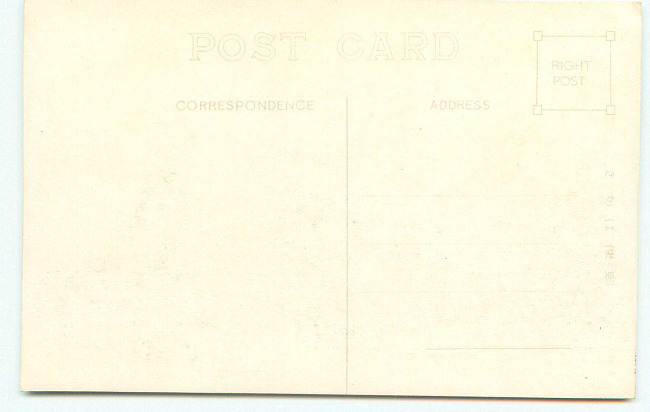 POST CARD
RIGHT
POST
CORRESPONDENCE
ADDRESS